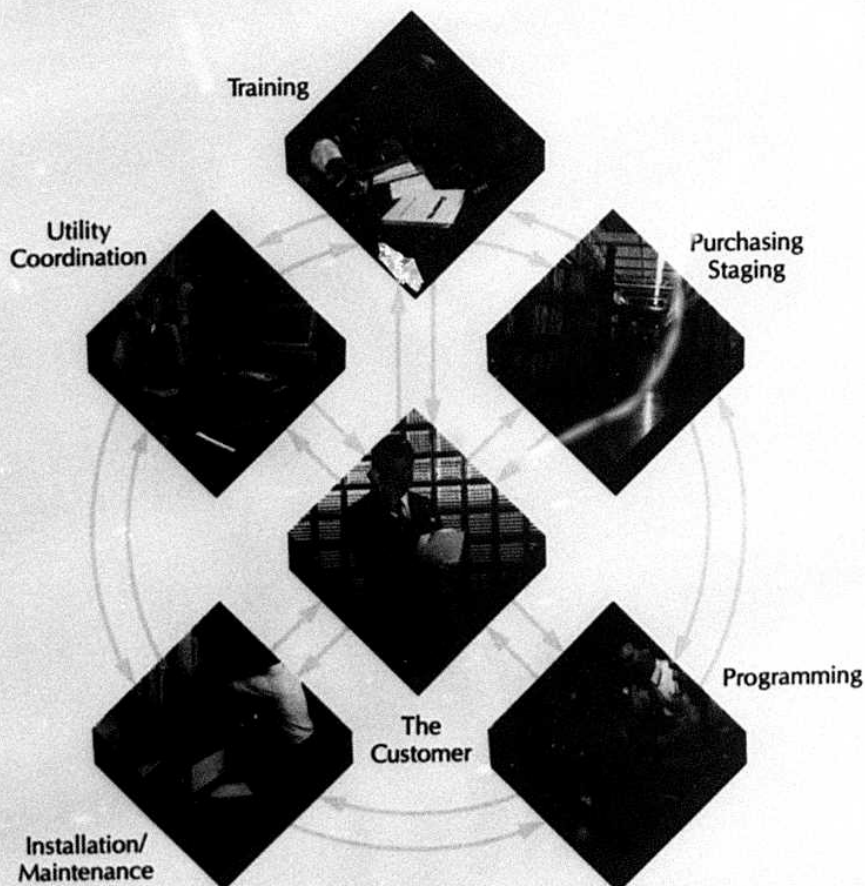 Training
Utility
Coordination
Purchasing
Staging
Programming
The
Customer
Installation/
Maintenance